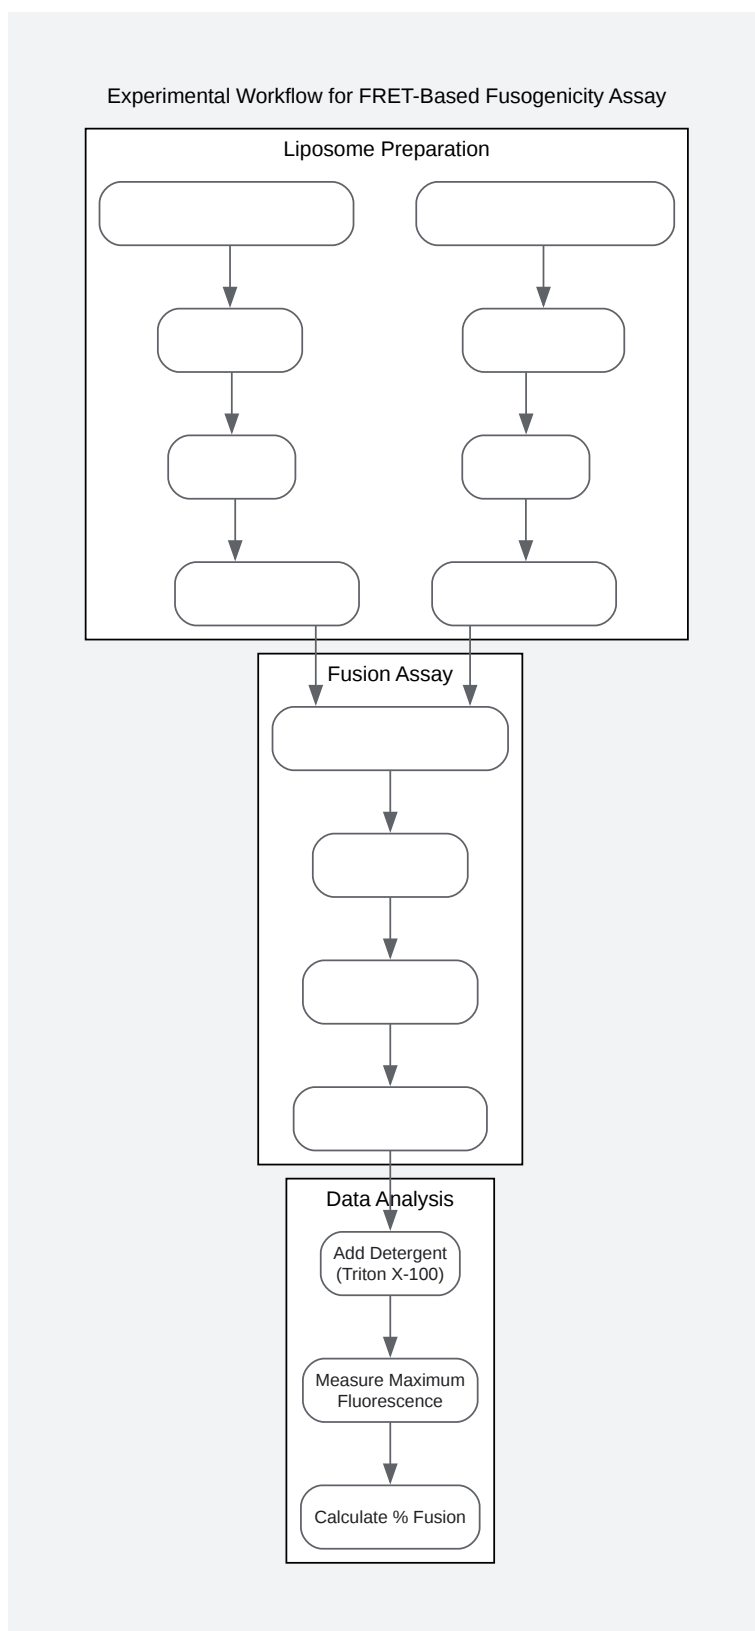 Experimental Workflow for FRET-Based Fusogenicity Assay
Liposome Preparation
Fusion Assay
Data Analysis
Add Detergent
(Triton X-100)
Measure Maximum
Fluorescence
Calculate % Fusion